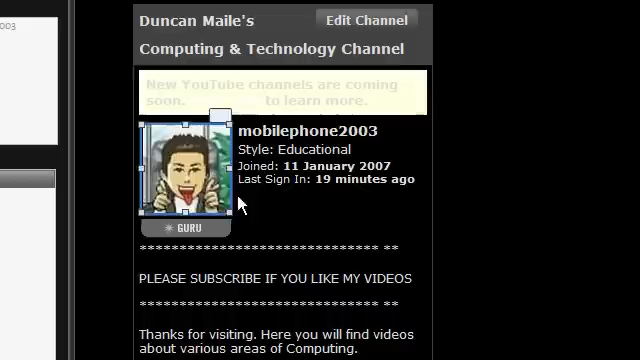 2003
Duncan Maile's
Edit Channel
Computing & Technology Channel
New YouTube channels are coming
soon. to learn more.
mobilephone2003
Style: Educational
Joined: 11 January 2007
Last Sign In: 19 minutes ago
GURU
**************************** **
PLEASE SUBSCRIBE IF YOU LIKE MY VIDEOS
**************************** **
Thanks for visiting. Here you will find videos
about various areas of Computing.